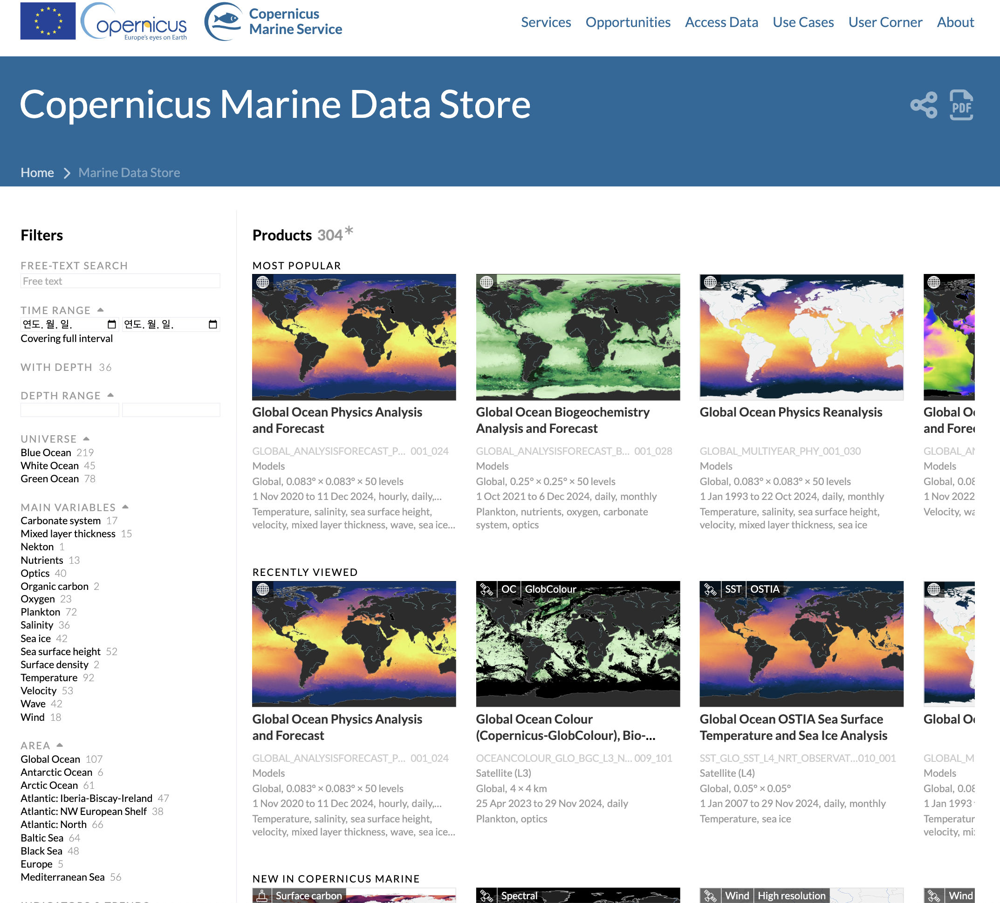 Copernicus
Europe's eyes on Earth
Copernicus
Marine Service
Services Opportunities Access Data Use Cases User Corner About
Copernicus Marine Data Store
PDF
Home > Marine Data Store
Filters
FREE-TEXT SEARCH
Free text
TIME RANGE
연도. 월. 일. 연도. 월. 일.
Covering full interval
WITH DEPTH 36
DEPTH RANGE
UNIVERSE
Blue Ocean 219
White Ocean 45
Green Ocean 78
MAIN VARIABLES
Carbonate system 17
Mixed layer thickness 15
Nekton 1
Nutrients 13
Optics 40
Organic carbon 2
Oxygen 23
Plankton 72
Salinity 36
Sea ice 42
Sea surface height 52
Surface density 2
Temperature 92
Velocity 53
Wave 42
Wind 18
AREA
Global Ocean 107
Antarctic Ocean 6
Arctic Ocean 61
Atlantic: Iberia-Biscay-Ireland 47
Atlantic: NW European Shelf 38
Atlantic: North 66
Baltic Sea 64
Black Sea 48
Europe 5
Mediterranean Sea 56
Products 304*
MOST POPULAR
Global Ocean Physics Analysis
and Forecast
GLOBAL_ANALYSISFORECAST_P... 001_024
Models
Global, 0.083° × 0.083° × 50 levels
1 Nov 2020 to 11 Dec 2024, hourly, daily,...
Temperature, salinity, sea surface height,
velocity, mixed layer thickness, wave, sea ice...
Global Ocean Biogeochemistry
Analysis and Forecast
GLOBAL_ANALYSISFORECAST_B... 001_028
Models
Global, 0.25° × 0.25° × 50 levels
1 Oct 2021 to 6 Dec 2024, daily, monthly
Plankton, nutrients, oxygen, carbonate
system, optics
Global Ocean Physics Reanalysis
GLOBAL_MULTIYEAR_PHY_001_030
Models
Global, 0.083° × 0.083° × 50 levels
1 Jan 1993 to 22 Oct 2024, daily, monthly
Temperature, salinity, sea surface height,
velocity, mixed layer thickness, sea ice
Global
and
Models
Global, 0.08
1 Nov 2022
Velocity,
RECENTLY VIEWED
Global Ocean Physics Analysis
and Forecast
GLOBAL_ANALYSISFORECAST_P... 001_024
Models
Global, 0.083° × 0.083° × 50 levels
1 Nov 2020 to 11 Dec 2024, hourly, daily,...
Temperature, salinity, sea surface height,
velocity, mixed layer thickness, wave, sea ice...
OC GlobColour
Global Ocean Colour
(Copernicus-GlobColour), Bio-...
OCEANCOLOUR_GLO_BGC_L3_N... 009_101
Satellite (L3)
Global, 4 × 4 km
25 Apr 2023 to 29 Nov 2024, daily
Plankton, optics
SST OSTIA
Global Ocean OSTIA Sea Surface
Temperature and Sea Ice Analysis
SST_GLO_SST_L4_NRT_OBSERVAT...010_001
Satellite (L4)
Global, 0.05° × 0.05°
1 Jan 2007 to 29 Nov 2024, daily, monthly
Temperature, sea ice
Global
GLOBAL_M
Models
Global, 0.08
1 Jan 1993
Temperatur
velocity,
NEW IN COPERNICUS MARINE
Surface carbon
Spectral
Wind High resolution
Wind